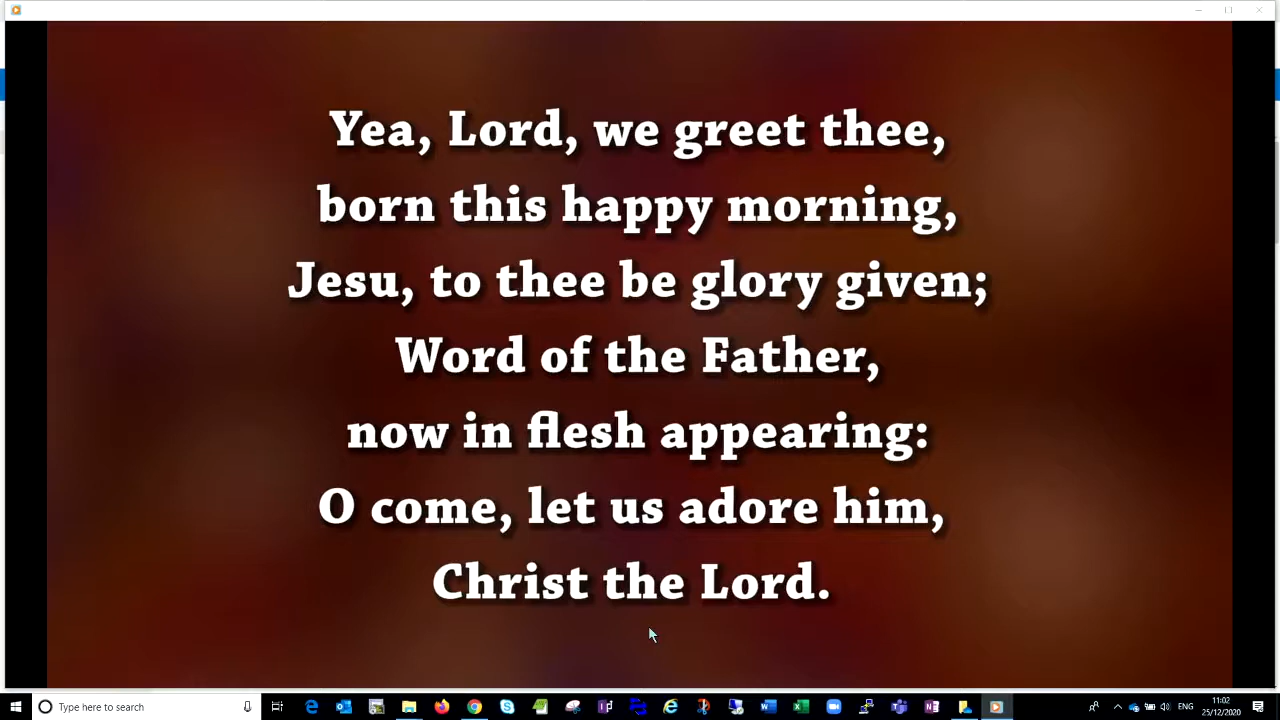 Yea, Lord, we greet thee,
born this happy morning,
Jesu, to thee be glory given;
Word of the Father,
now in flesh appearing:
O come, let us adore him,
Christ the Lord.
Type here to search
ENG
11:02
25/12/2020